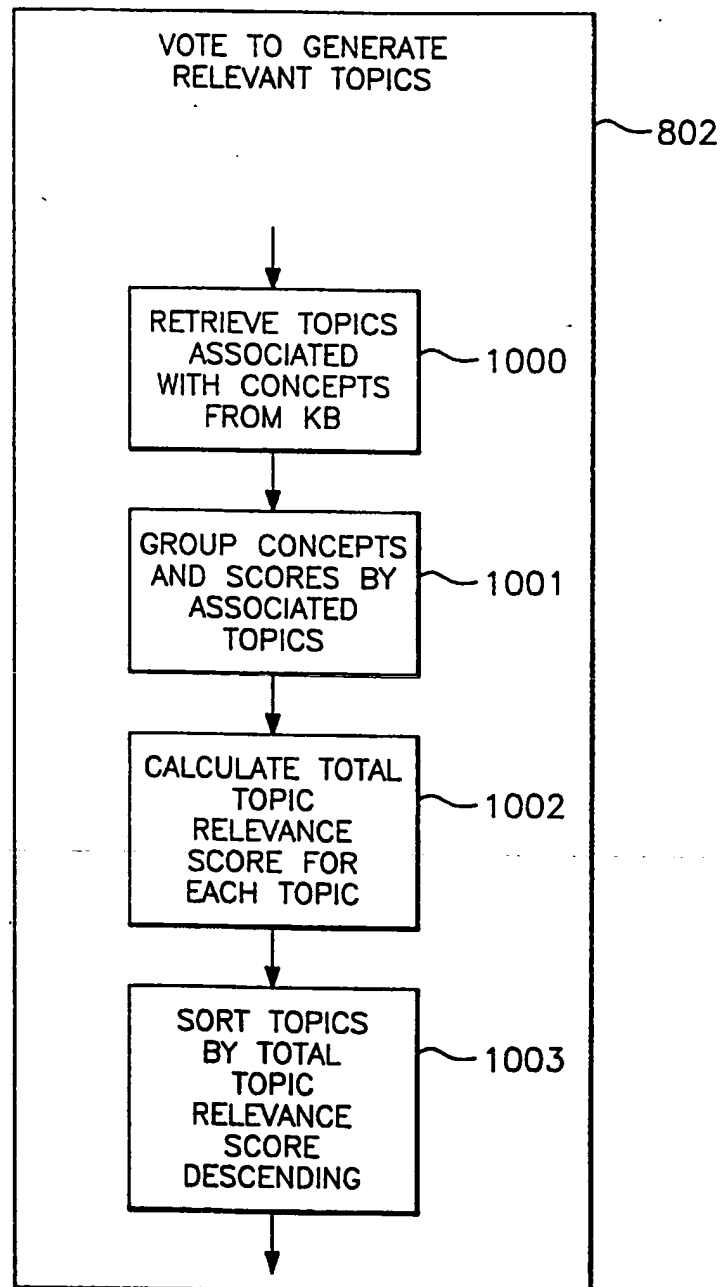 VOTE TO GENERATE
RELEVANT TOPICS
802
RETRIEVE TOPICS
ASSOCIATED
WITH CONCEPTS
FROM KB
1000
GROUP CONCEPTS
AND SCORES BY
ASSOCIATED
TOPICS
1001
CALCULATE TOTAL
TOPIC
RELEVANCE
SCORE FOR
EACH TOPIC
1002
SORT TOPICS
BY TOTAL
TOPIC
RELEVANCE
SCORE
DESCENDING
1003